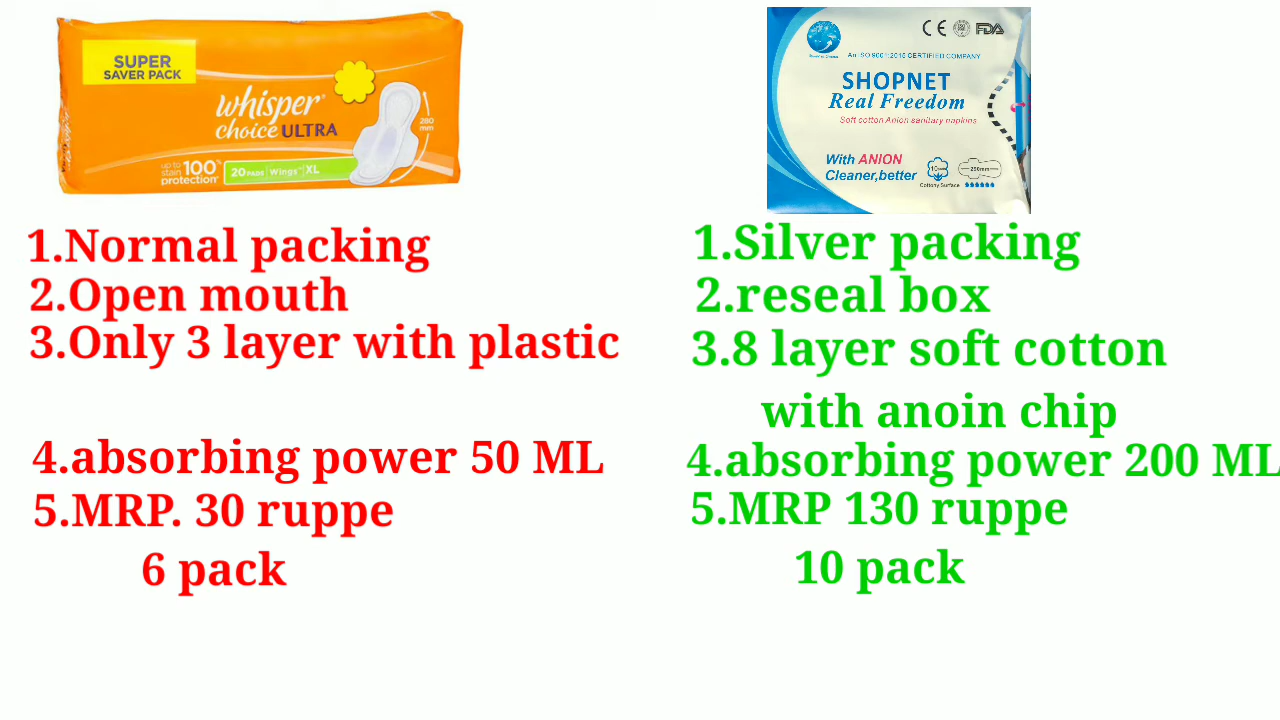 SUPER
SAVER PACK
whisper
choice ULTRA
280
mm
up to
stain 100%
protection
20 PADS | Wings | XL
1.Normal packing
2.Open mouth
3.Only 3 layer with plastic
4.absorbing power 50 ML
5.MRP. 30 ruppe
6 pack
CE FDA
An ISO 9001:2015 CERTIFIED COMPANY
SHOPNET
Real Freedom
Soft cotton Anion sanitary napkins
With ANION
Cleaner,better
10
290mm
Cottony Surface
1.Silver packing
2.reseal box
3.8 layer soft cotton
with anoin chip
4.absorbing power 200 ML
5.MRP 130 ruppe
10 pack